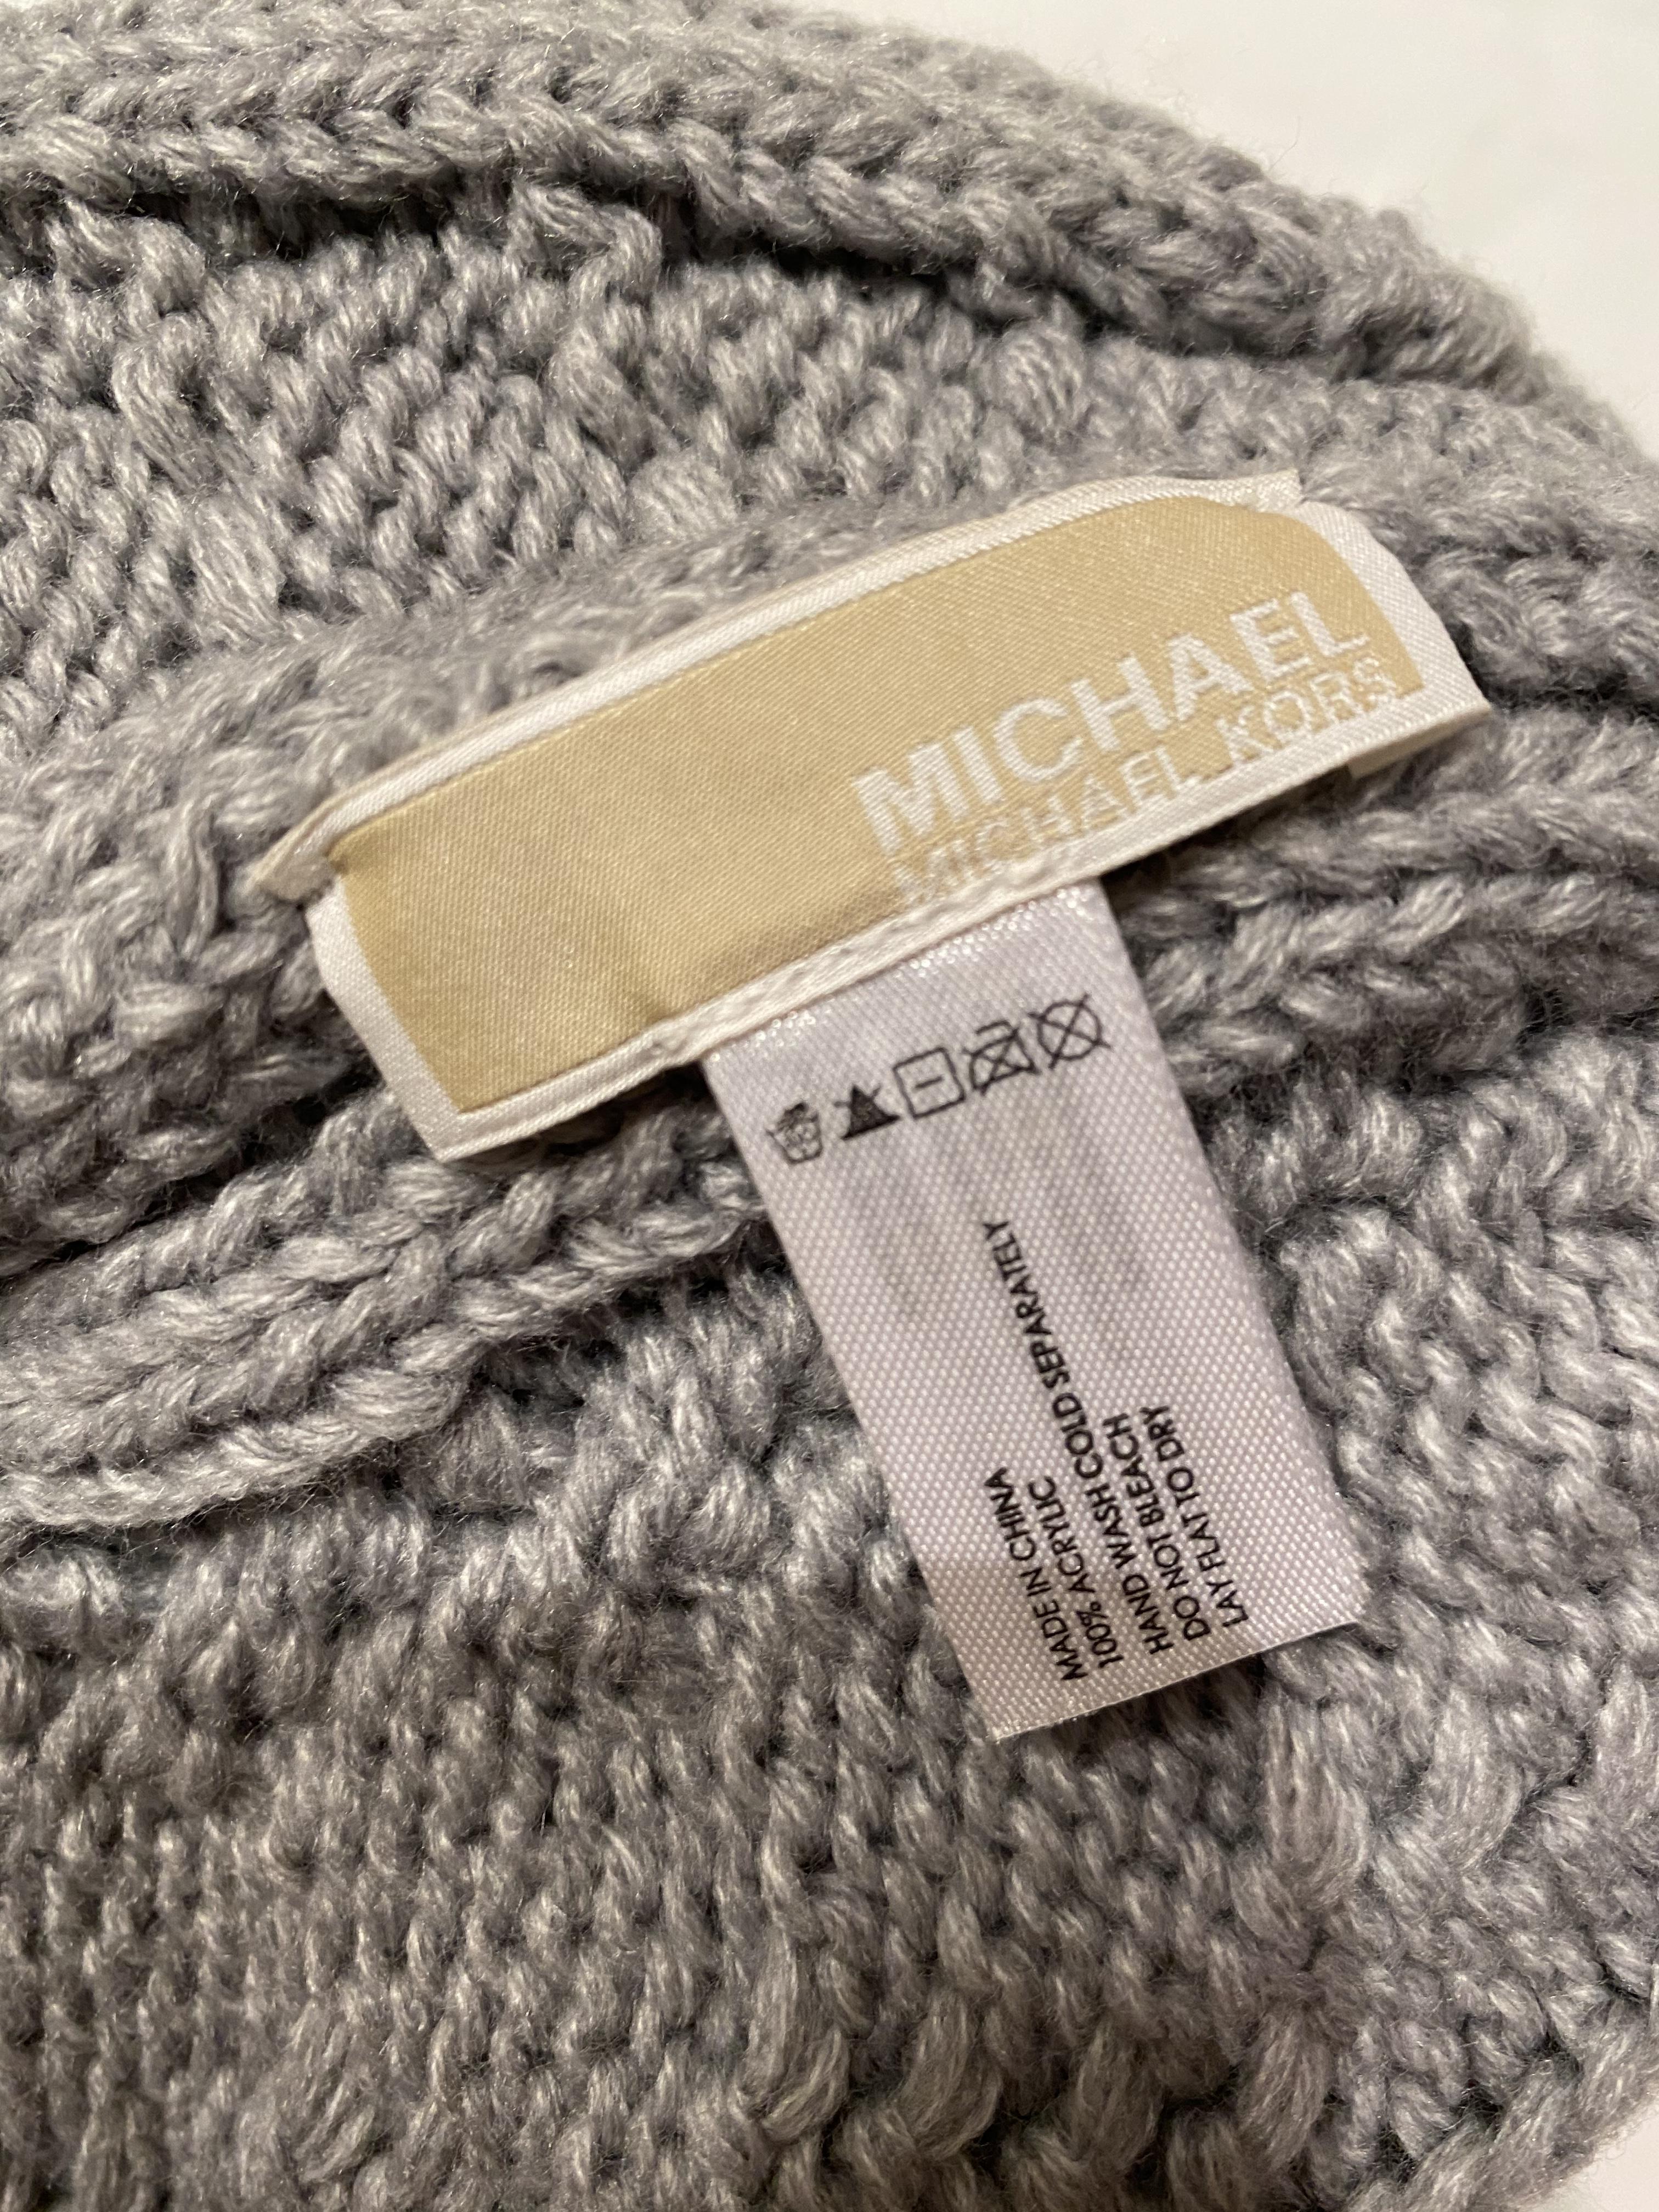 MICHAEL
MICHAEL KORS
MADE IN CHINA
100% ACRYLIC
HAND WASH COLD SEPARATELY
DO NOT BLEACH
LAY FLAT TO DRY